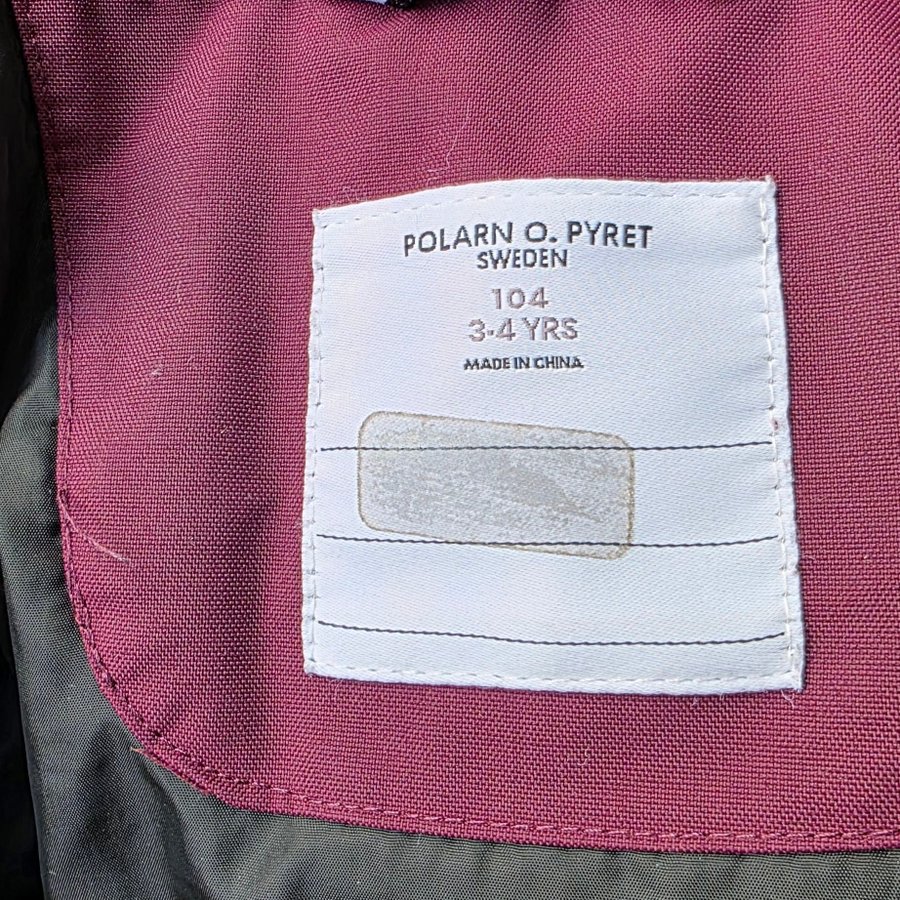 POLARN O. PYRET
SWEDEN
104
3-4 YRS
MADE IN CHINA